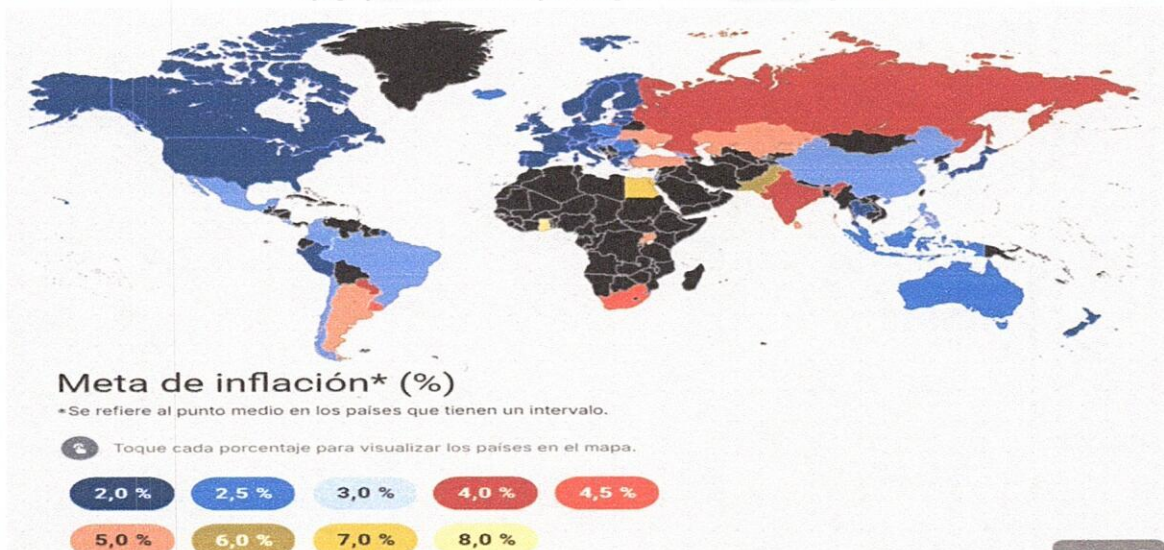 Meta de inflación* (%)
*Se refiere al punto medio en los países que tienen un intervalo.
Toque cada porcentaje para visualizar los países en el mapa.
2,0 % 2,5 % 3,0 % 4,0 % 4,5 %
5,0 % 6,0 % 7,0 % 8,0 %